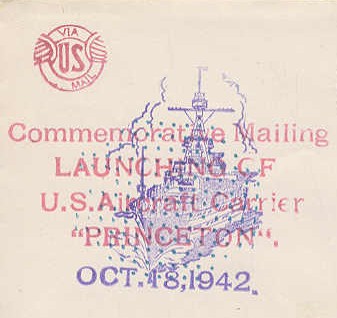 VIA
US
MAIL
Commemorative Mailing
LAUNCHING OF
U.S. Aircraft Carrier
"PRINCETON".
OCT. 18, 1942.